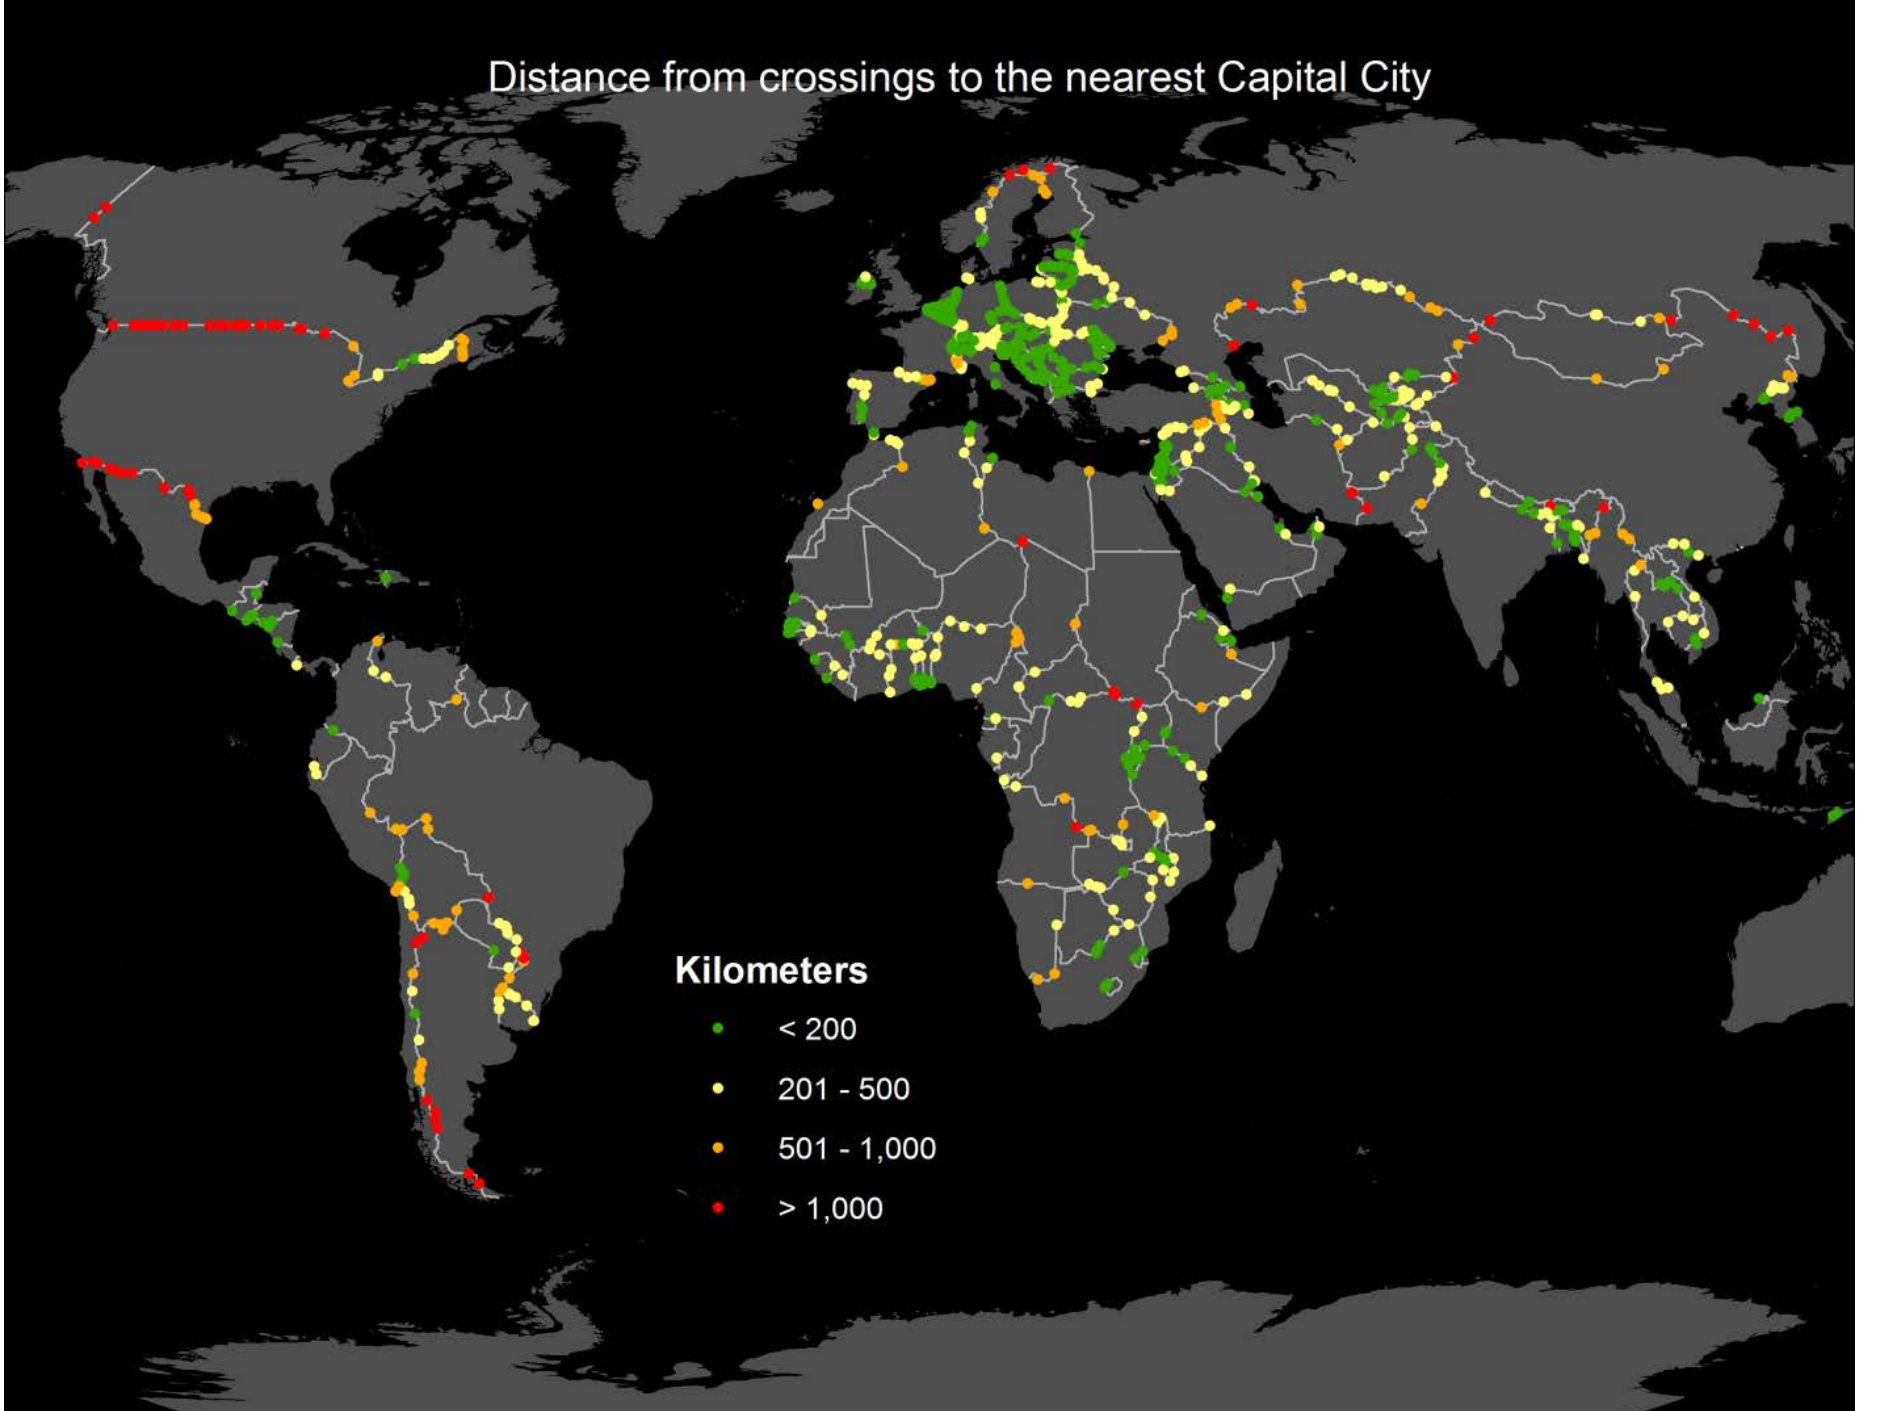 Distance from crossings to the nearest Capital City
Kilometers
< 200
201 - 500
501 - 1,000
> 1,000